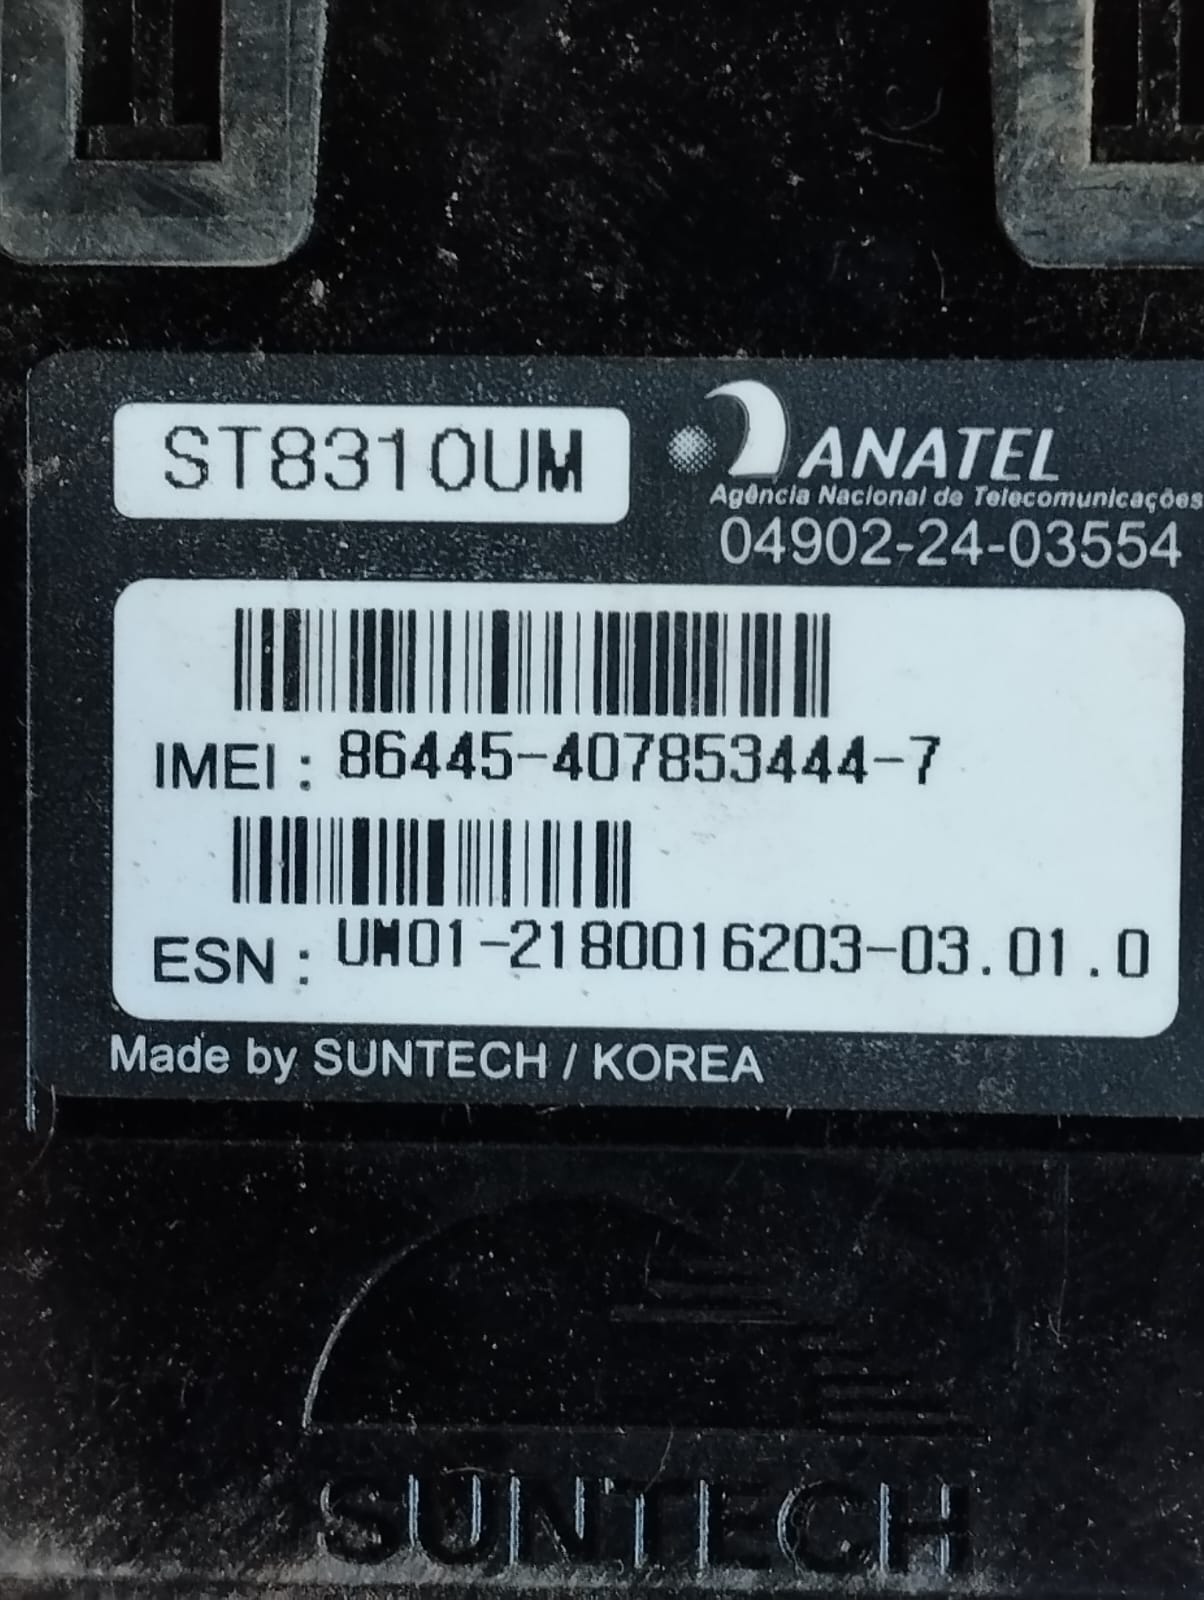 ST8310UM
ANATEL
Agência Nacional de Telecomunicações
04902-24-03554
IMEI : 86445-407853444-7
ESN : UM01-2180016203-03.01.0
Made by SUNTECH / KOREA
SUNTECH